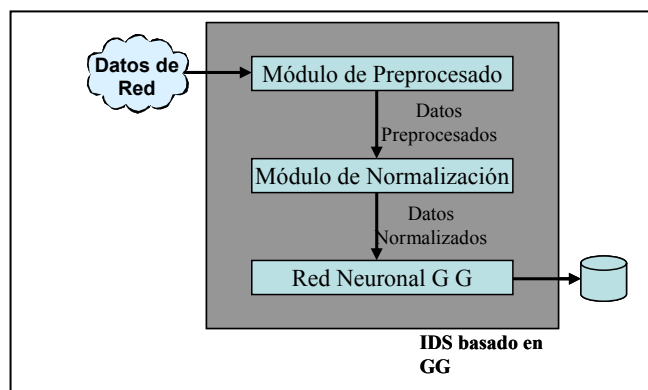 Datos de
Red
Módulo de Preprocesado
Datos
Preprocesados
Módulo de Normalización
Datos
Normalizados
Red Neuronal G G
IDS basado en
GG